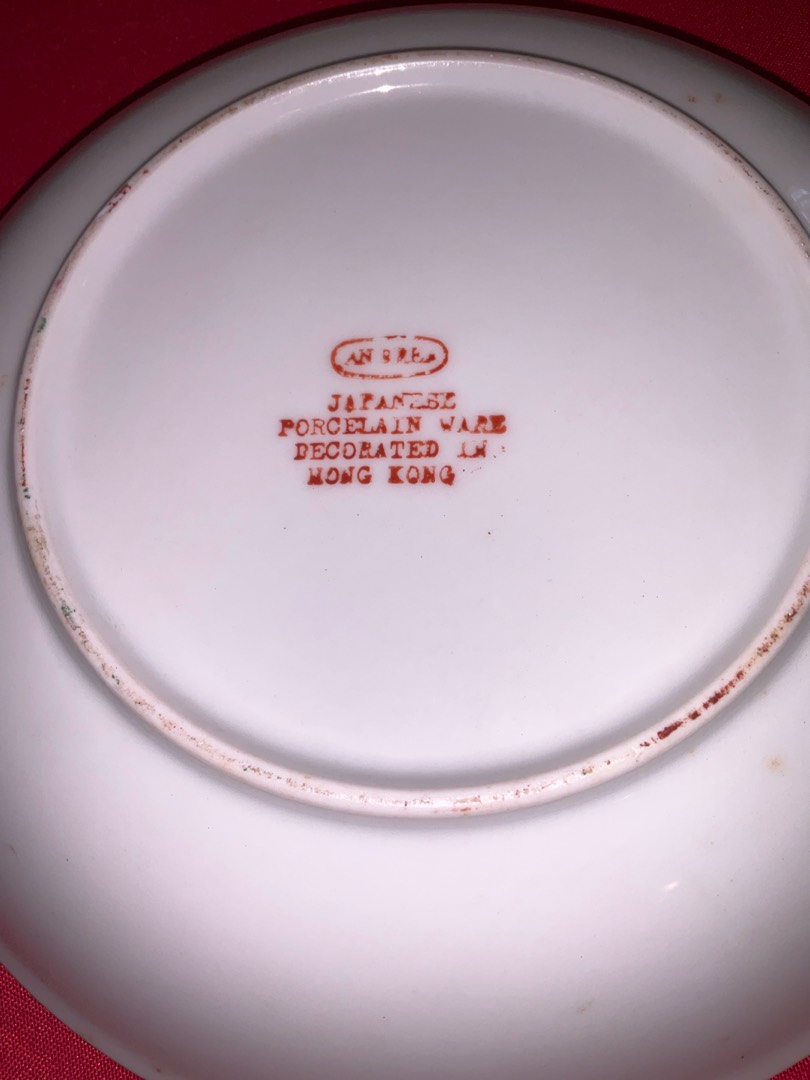 JAPANESE
PORCELAIN WARE
DECORATED IN
HONG KONG